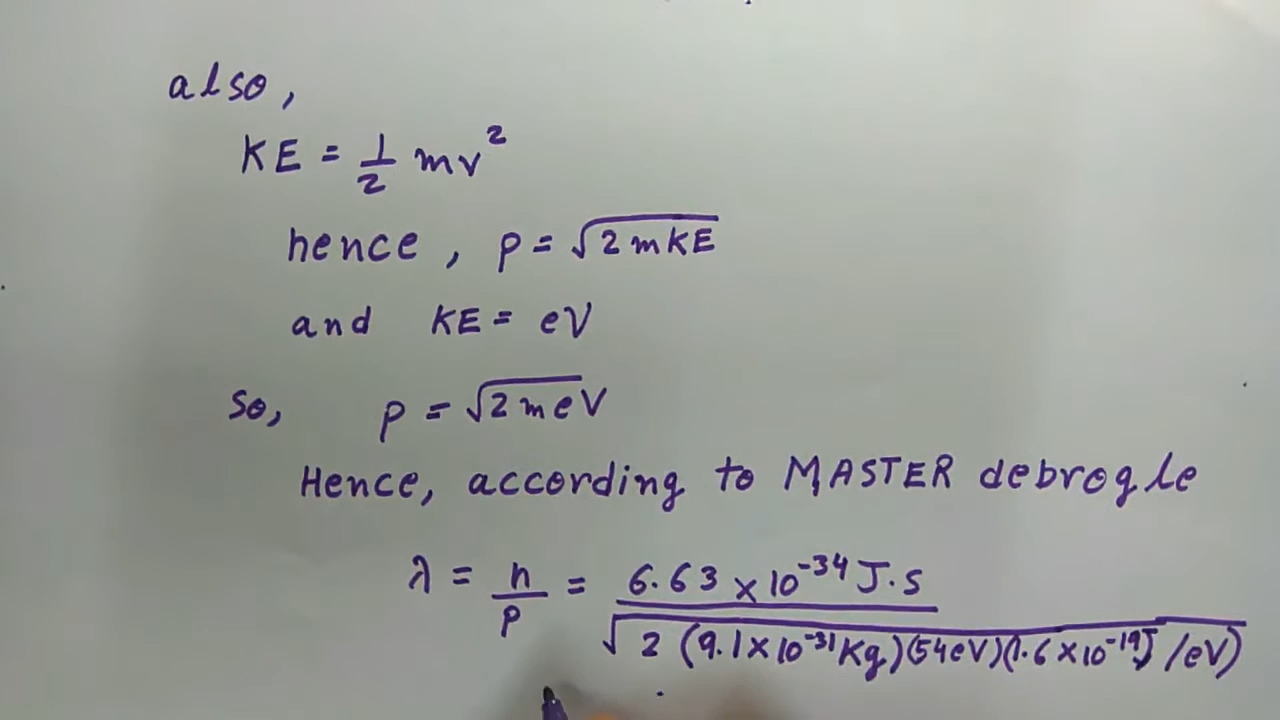 also,
KE = 1/2 mv²
hence, p = √2mKE
and KE = eV
so, p = √2meV
Hence, according to MASTER debrogle
λ = h/p = 6.63 × 10⁻³⁴ J.s / √2 (9.1 × 10⁻³¹ Kg)(54eV)(1.6 × 10⁻¹⁹J/eV)